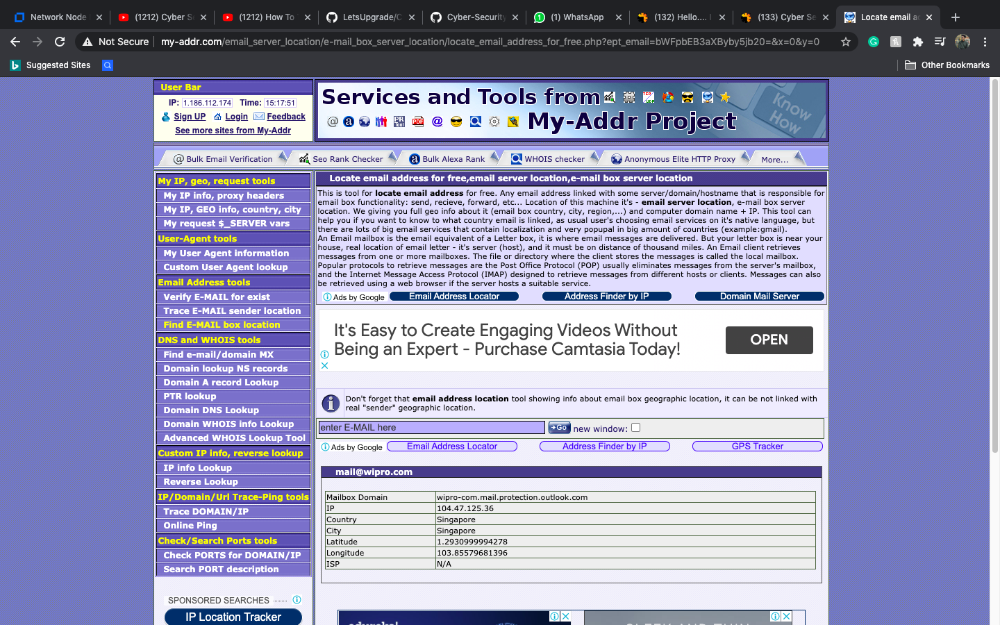 Network Node
(1212) Cyber S
(1212) How To
LetsUpgrade/C
Cyber-Security
(1) WhatsApp
(132) Hello....
(133) Cyber Se
Locate email a
Not Secure
my-addr.com/email_server_location/e-mail_box_server_location/locate_email_address_for_free.php?ept_email=bWFpbEB3aXByby5jb20=&x=0&y=0
Suggested Sites
Other Bookmarks
User Bar
IP: 1.186.112.174 Time: 15:17:51
Sign UP Login Feedback
See more sites from My-Addr
Services and Tools from
My-Addr Project
Know How
Bulk Email Verification
Seo Rank Checker
Bulk Alexa Rank
WHOIS checker
Anonymous Elite HTTP Proxy
More...
My IP, geo, request tools
My IP info, proxy headers
My IP, GEO info, country, city
My request $_SERVER vars
User-Agent tools
My User Agent information
Custom User Agent lookup
Email Address tools
Verify E-MAIL for exist
Trace E-MAIL sender location
Find E-MAIL box location
DNS and WHOIS tools
Find e-mail/domain MX
Domain lookup NS records
Domain A record Lookup
PTR lookup
Domain DNS Lookup
Domain WHOIS info Lookup
Advanced WHOIS Lookup Tool
Custom IP info, reverse lookup
IP info Lookup
Reverse Lookup
IP/Domain/Url Trace-Ping tools
Trace DOMAIN/IP
Online Ping
Check/Search Ports tools
Check PORTS for DOMAIN/IP
Search PORT description
SPONSORED SEARCHES
IP Location Tracker
Locate email address for free,email server location,e-mail box server location
This is tool for locate email address for free. Any email address linked with some server/domain/hostname that is responsible for
email box functionality: send, recieve, forward, etc... Location of this machine it's - email server location, e-mail box server
location. We giving you full geo info about it (email box country, city, region,...) and computer domain name + IP. This tool can
help you if you want to know to what country email is linked, as usual user's choosing email services on it's native language, but
there are lots of big email services that contain localization and very popupal in big amount of countries (example:gmail).
An Email mailbox is the email equivalent of a Letter box, it is where email messages are delivered. But your letter box is near your
house, real location of email letter - it's server (host), and it must be on distance of thousand miles. An Email client retrieves
messages from one or more mailboxes. The file or directory where the client stores the messages is called the local mailbox.
Popular protocols to retrieve messages are the Post Office Protocol (POP) usually eliminates messages from the server's mailbox,
and the Internet Message Access Protocol (IMAP) designed to retrieve messages from different hosts or clients. Messages can also
be retrieved using a web browser if the server hosts a suitable service.
Ads by Google Email Address Locator Address Finder by IP Domain Mail Server
It's Easy to Create Engaging Videos Without
Being an Expert - Purchase Camtasia Today!
OPEN
Don't forget that email address location tool showing info about email box geographic location, it can be not linked with
real "sender" geographic location.
enter E-MAIL here Go new window:
Ads by Google Email Address Locator Address Finder by IP GPS Tracker
mail@wipro.com
Mailbox Domain wipro-com.mail.protection.outlook.com
IP 104.47.125.36
Country Singapore
City Singapore
Latitude 1.2930999994278
Longitude 103.85579681396
ISP N/A